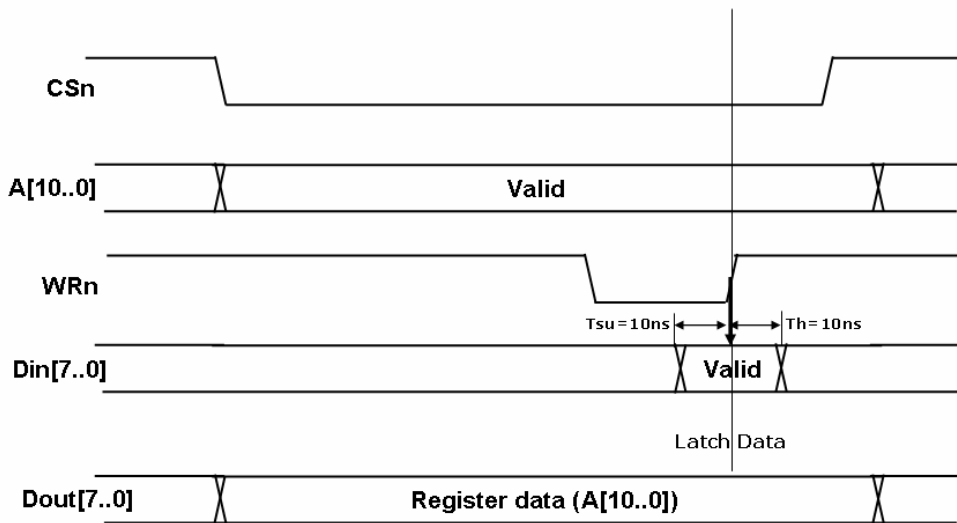 CSn
A[10..0]
Valid
WRn
Tsu=10ns
Th=10ns
Din[7..0]
Valid
Latch Data
Dout[7..0]
Register data (A[10..0])